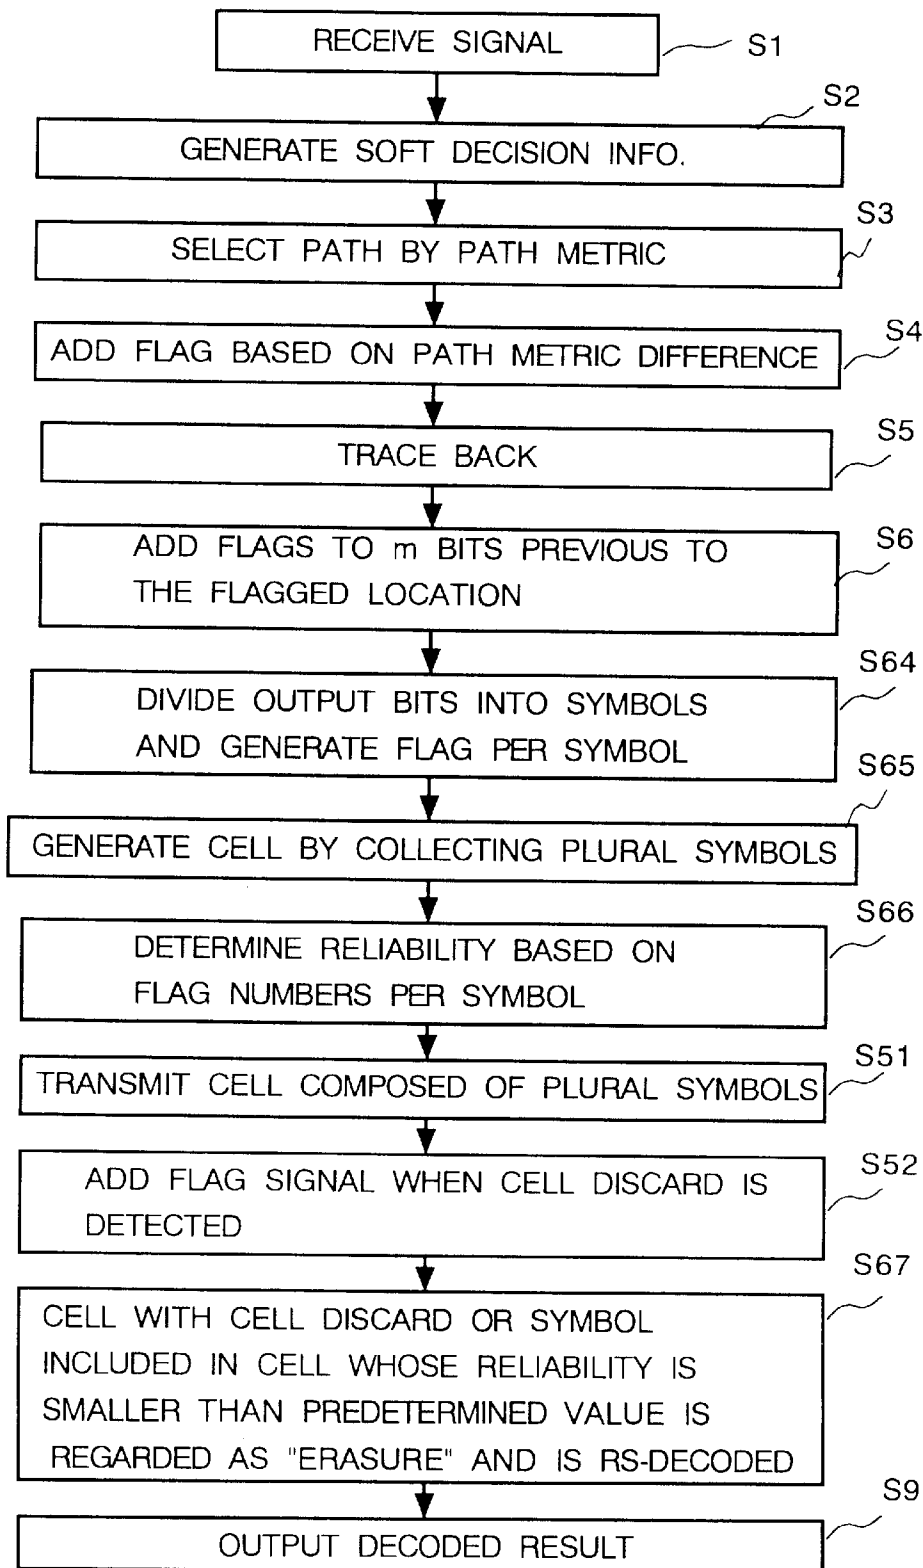 RECEIVE SIGNAL
S1
S2
GENERATE SOFT DECISION INFO.
S3
SELECT PATH BY PATH METRIC
S4
ADD FLAG BASED ON PATH METRIC DIFFERENCE
S5
TRACE BACK
S6
ADD FLAGS TO m BITS PREVIOUS TO
THE FLAGGED LOCATION
S64
DIVIDE OUTPUT BITS INTO SYMBOLS
AND GENERATE FLAG PER SYMBOL
S65
GENERATE CELL BY COLLECTING PLURAL SYMBOLS
S66
DETERMINE RELIABILITY BASED ON
FLAG NUMBERS PER SYMBOL
S51
TRANSMIT CELL COMPOSED OF PLURAL SYMBOLS
S52
ADD FLAG SIGNAL WHEN CELL DISCARD IS
DETECTED
S67
CELL WITH CELL DISCARD OR SYMBOL
INCLUDED IN CELL WHOSE RELIABILITY IS
SMALLER THAN PREDETERMINED VALUE IS
REGARDED AS "ERASURE" AND IS RS-DECODED
S9
OUTPUT DECODED RESULT